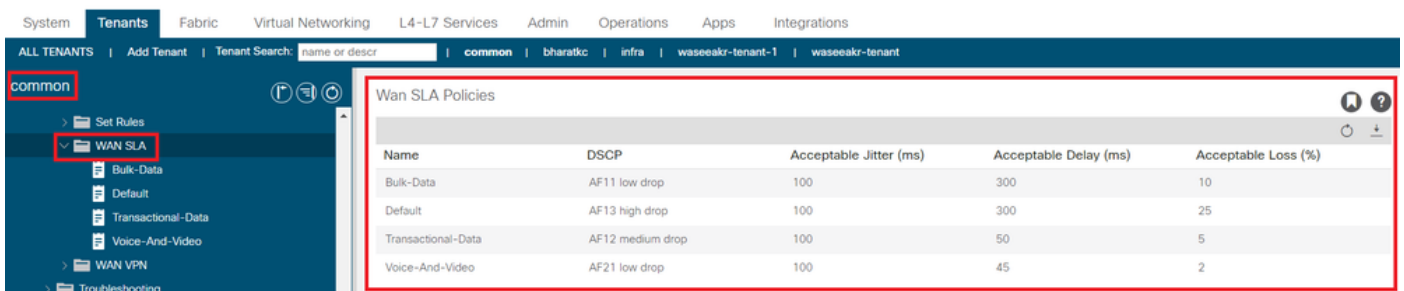 System Tenants Fabric Virtual Networking L4-L7 Services Admin Operations Apps Integrations
ALL TENANTS | Add Tenant | Tenant Search: name or descr | common | bharatkc | infra | waseeakr-tenant-1 | waseeakr-tenant
common
Set Rules
WAN SLA
Bulk-Data
Default
Transactional-Data
Voice-And-Video
WAN VPN
Troubleshooting
Wan SLA Policies
Name DSCP Acceptable Jitter (ms) Acceptable Delay (ms) Acceptable Loss (%)
Bulk-Data AF11 low drop 100 300 10
Default AF13 high drop 100 300 25
Transactional-Data AF12 medium drop 100 50 5
Voice-And-Video AF21 low drop 100 45 2